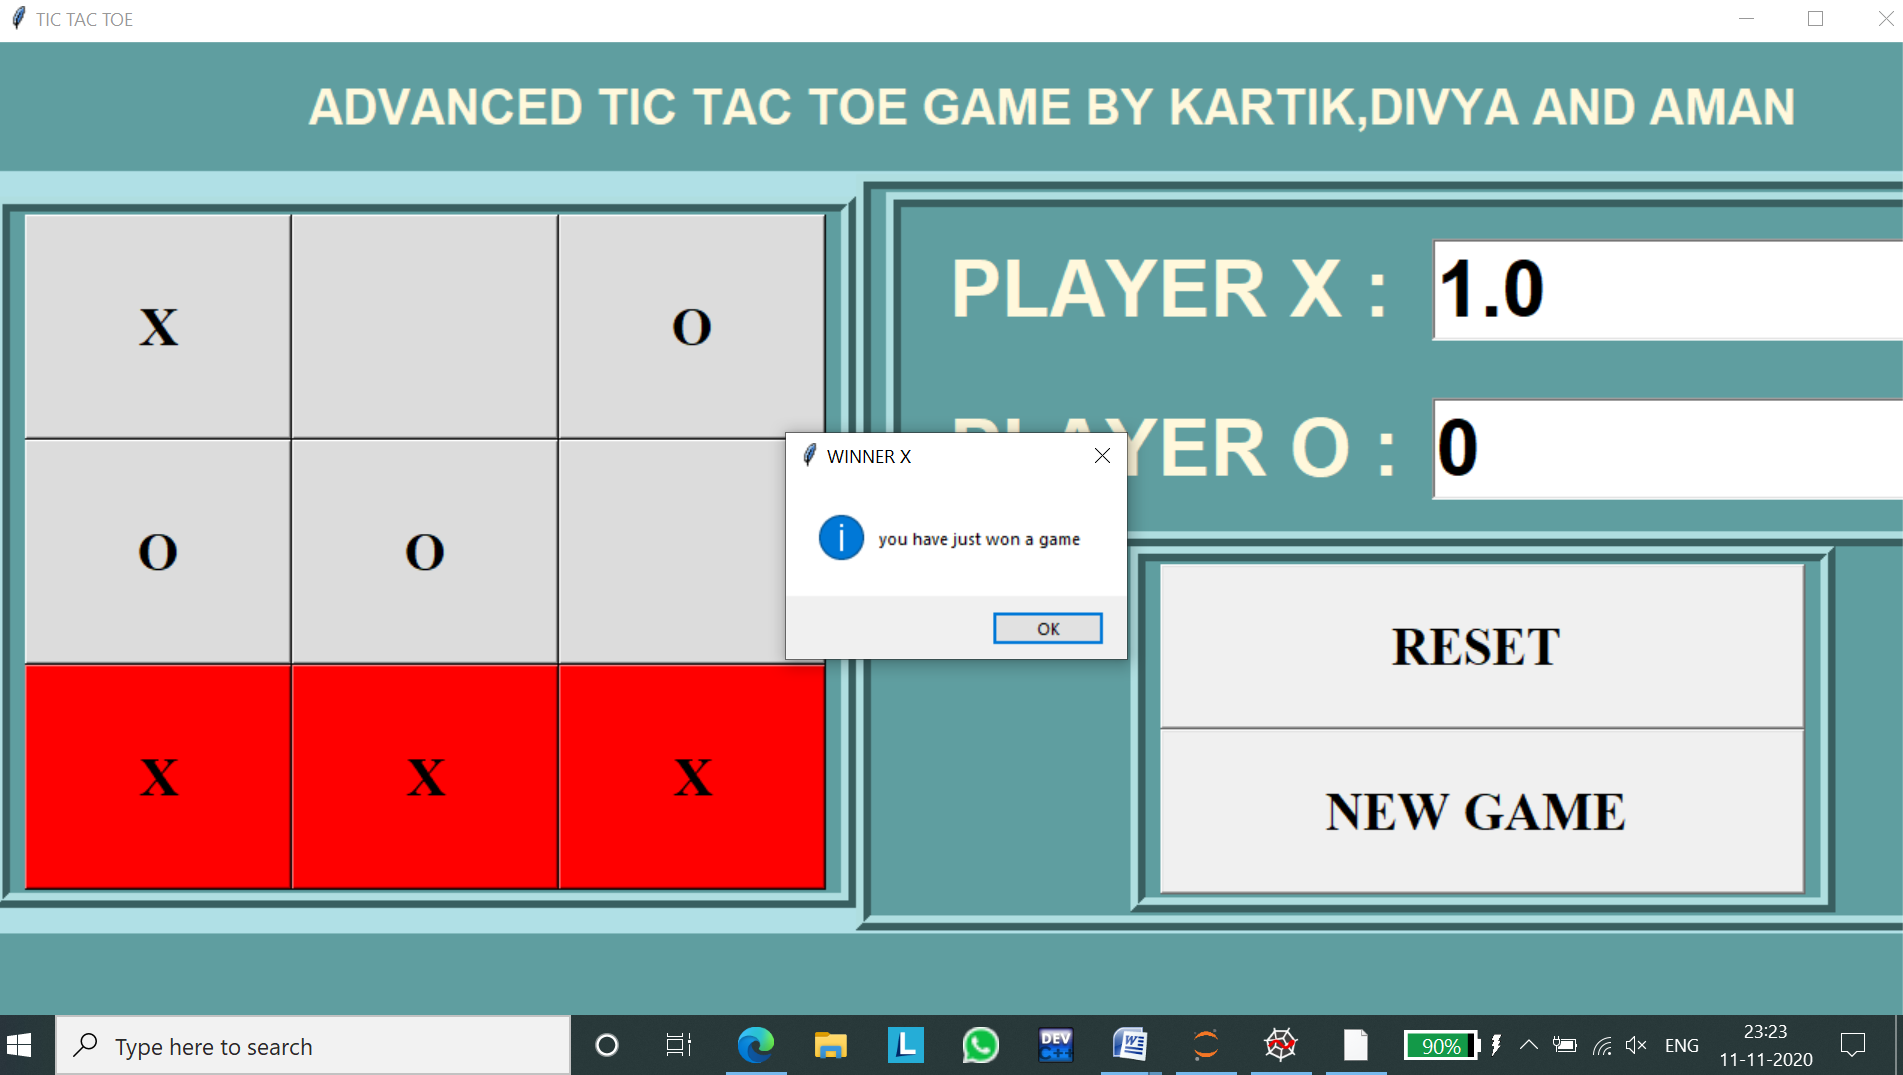 TIC TAC TOE
ADVANCED TIC TAC TOE GAME BY KARTIK,DIVYA AND AMAN
X O
O O
X X X
PLAYER X : 1.0
PLAYER O : 0
WINNER X
you have just won a game
OK
RESET
NEW GAME
Type here to search
L
DEV
C++
W
90%
ENG
23:23
11-11-2020